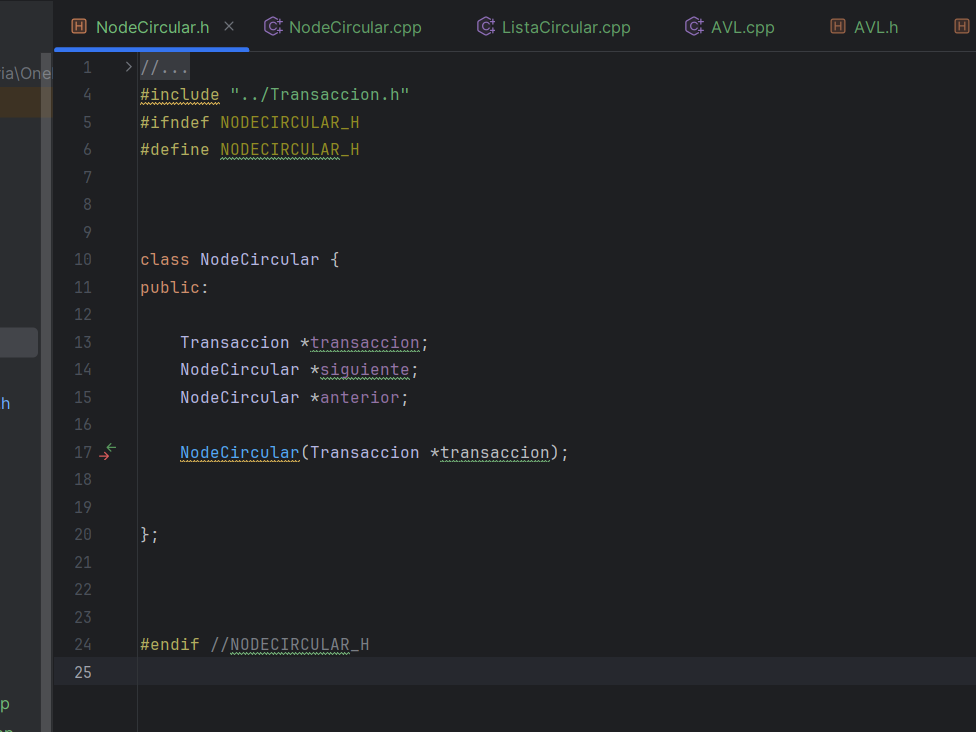 NodeCircular.h NodeCircular.cpp ListaCircular.cpp AVL.cpp AVL.h
ria\One
1 //...
4 #include "../Transaccion.h"
5 #ifndef NODECIRCULAR_H
6 #define NODECIRCULAR_H
7
8
9
10 class NodeCircular {
11 public:
12
13 Transaccion *transaccion;
14 NodeCircular *siguiente;
15 NodeCircular *anterior;
16
17 NodeCircular(Transaccion *transaccion);
18
19
20 };
21
22
23
24 #endif //NODECIRCULAR_H
25
h
p